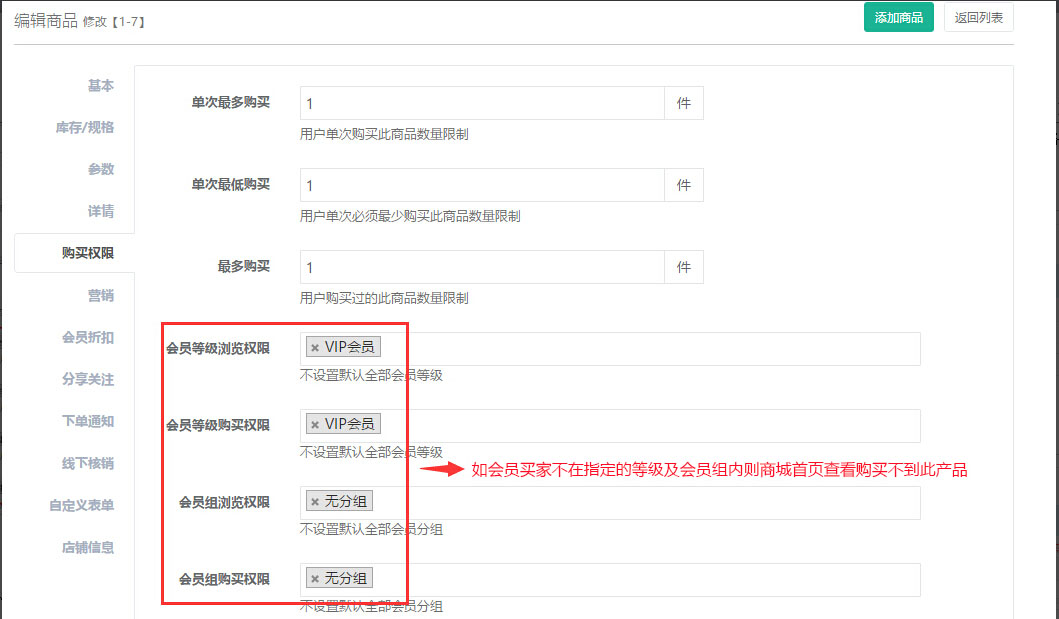 编辑商品 修改【1-7】 添加商品 返回列表
基本
库存/规格
参数
详情
购买权限
营销
会员折扣
分享关注
下单通知
线下核销
自定义表单
店铺信息
单次最多购买 1 件
用户单次购买此商品数量限制
单次最低购买 1 件
用户单次必须最少购买此商品数量限制
最多购买 1 件
用户购买过的此商品数量限制
会员等级浏览权限 × VIP会员
不设置默认全部会员等级
会员等级购买权限 × VIP会员
不设置默认全部会员等级
如会员买家不在指定的等级及会员组内则商城首页查看购买不到此产品
会员组浏览权限 × 无分组
不设置默认全部会员分组
会员组购买权限 × 无分组
不设置默认全部会员分组